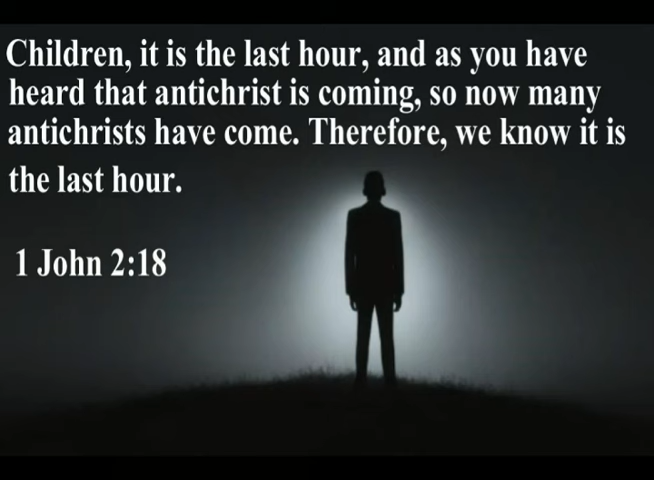 Children, it is the last hour, and as you have
heard that antichrist is coming, so now many
antichrists have come. Therefore, we know it is
the last hour.
1 John 2:18